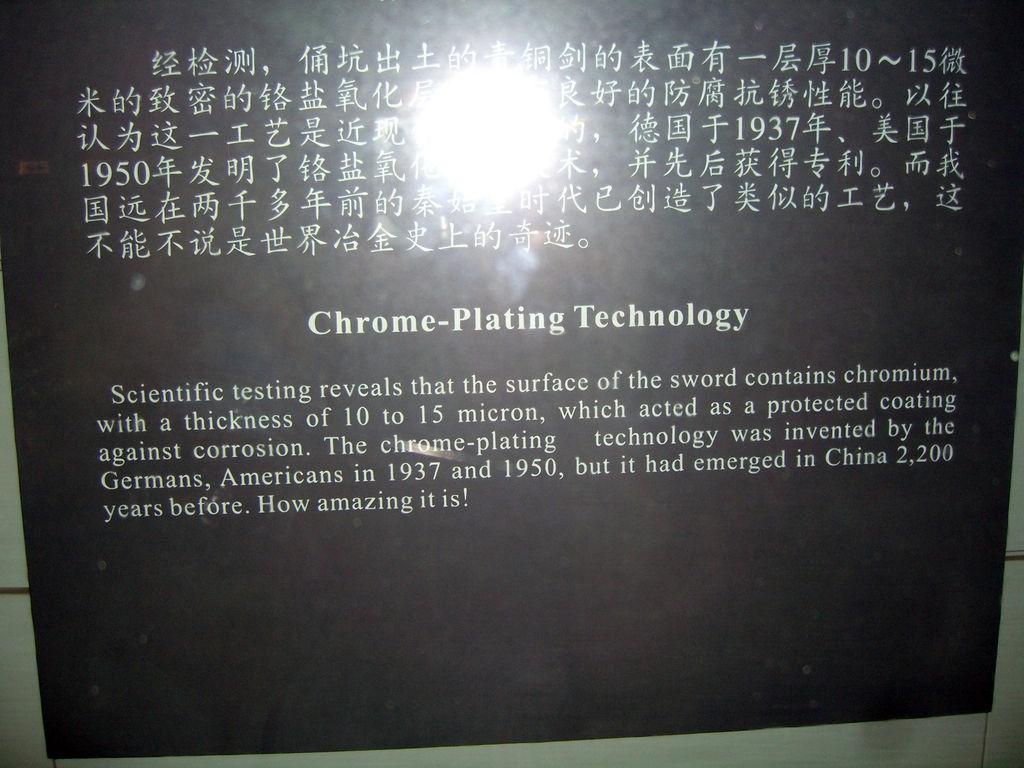 经检测，俑坑出土的青铜剑的表面有一层厚10～15微
米的致密的铬盐氧化层 良好的防腐抗锈性能。以往
认为这一工艺是近现 的，德国于1937年、美国于
1950年发明了铬盐氧化 术，并先后获得专利。而我
国远在两千多年前的秦始皇时代已创造了类似的工艺，这
不能不说是世界冶金史上的奇迹。
Chrome-Plating Technology
Scientific testing reveals that the surface of the sword contains chromium,
with a thickness of 10 to 15 micron, which acted as a protected coating
against corrosion. The chrome-plating technology was invented by the
Germans, Americans in 1937 and 1950, but it had emerged in China 2,200
years before. How amazing it is!